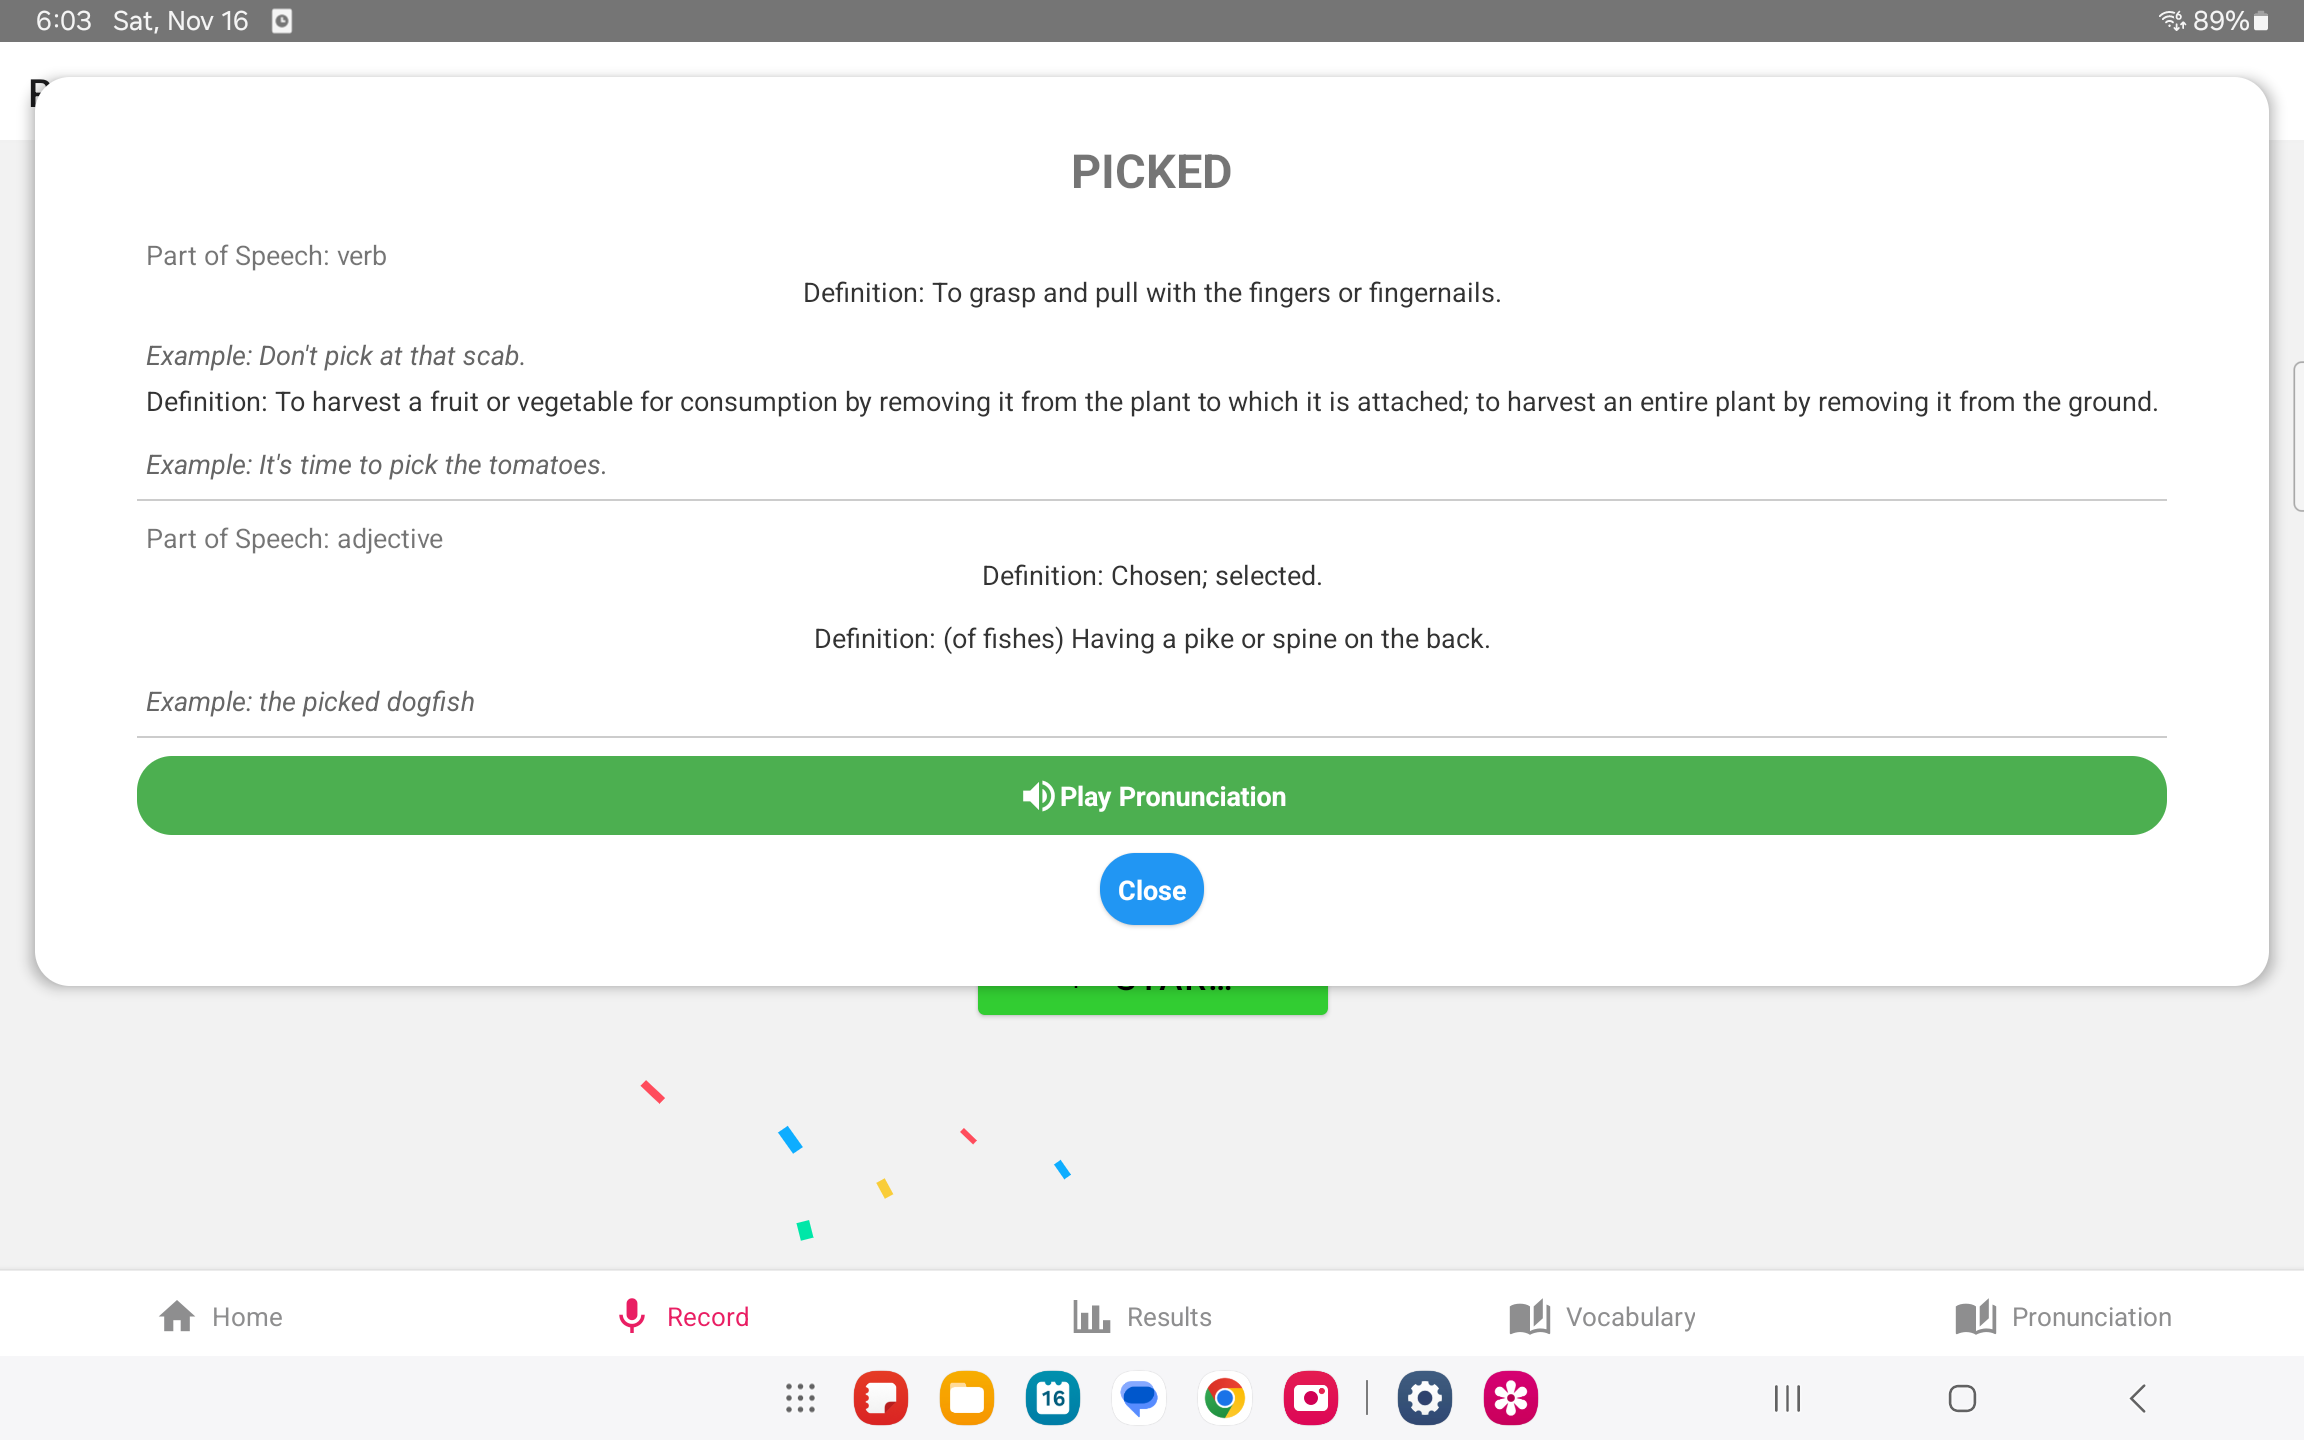 6:03 Sat, Nov 16
89%
PICKED
Part of Speech: verb
Definition: To grasp and pull with the fingers or fingernails.
Example: Don't pick at that scab.
Definition: To harvest a fruit or vegetable for consumption by removing it from the plant to which it is attached; to harvest an entire plant by removing it from the ground.
Example: It's time to pick the tomatoes.
Part of Speech: adjective
Definition: Chosen; selected.
Definition: (of fishes) Having a pike or spine on the back.
Example: the picked dogfish
Play Pronunciation
Close
Home
Record
Results
Vocabulary
Pronunciation
16